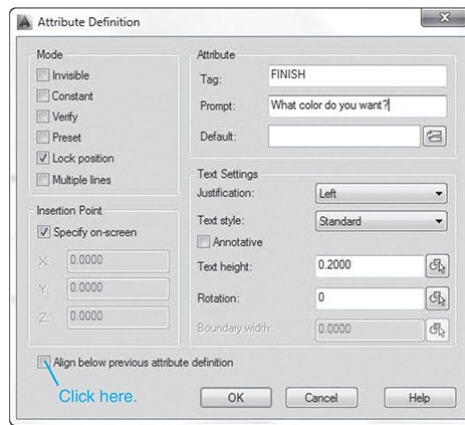 Attribute Definition
Mode
Invisible
Constant
Verify
Preset
Lock position
Multiple lines
Insertion Point
Specify on-screen
X: 0.0000
Y: 0.0000
Z: 0.0000
Attribute
Tag: FINISH
Prompt: What color do you want?
Default:
Text Settings
Justification: Left
Text style: Standard
Annotative
Text height: 0.2000
Rotation: 0
Boundary width: 0.0000
Align below previous attribute definition
Click here.
OK Cancel Help